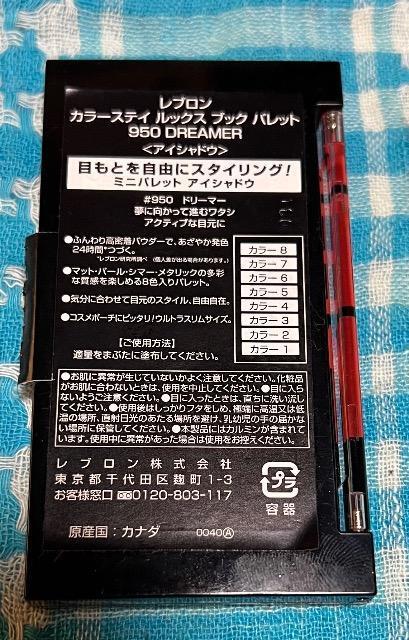 レブロン
カラーステイ ルックス ブック パレット
950 DREAMER
<アイシャドウ>
目もとを自由にスタイリング!
ミニパレット アイシャドウ
#950 ドリーマー
夢に向かって進むワタシ
アクティブな目元に
●ふんわり高密着パウダーで、あざやか発色
24時間*つづく。
*レブロン研究所調べ (個人差が出る場合があります。)
●マット・パール・シマー・メタリックの多彩
な質感を楽しめる8色入りパレット。
●気分に合わせて目元のスタイル、自由自在。
●コスメポーチにピッタリ!ウルトラスリムサイズ。
カラー 8
カラー 7
カラー 6
カラー 5
カラー 4
カラー 3
カラー 2
カラー 1
【ご使用方法】
適量をまぶたに塗布してください。
●お肌に異常が生じていないかよく注意してください。化粧品
がお肌に合わないときは、使用を中止してください。●目に入ら
ないようご注意ください。●目に入ったときは、直ちに洗い流し
てください。●使用後はしっかりフタをしめ、極端に高温又は低
温の場所、直射日光のあたる場所を避け、乳幼児の手の届かな
い場所に保管してください。●本製品にはカルミンが含まれて
います。使用中に異常があった場合は使用をお控えください。
レブロン株式会社
東京都千代田区麹町1-3
お客様窓口 0120-803-117
プラ
容器
原産国:カナダ 0040Ⓐ